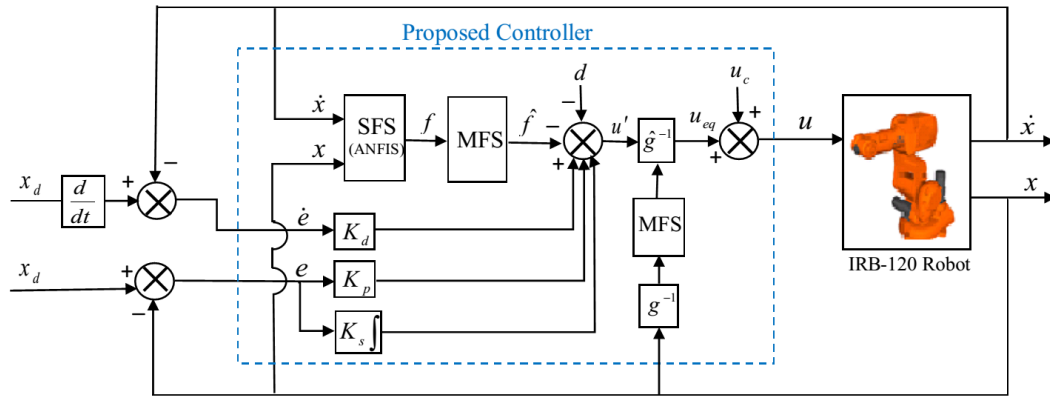 Proposed Controller
d
u_c
−
+
ẋ
SFS
(ANFIS)
f
MFS
f̂
−
+
u'
ĝ⁻¹
u_eq
+
u
ẋ
x
x
−
x_d
d/dt
+
ė
K_d
MFS
IRB-120 Robot
x_d
+
−
e
K_p
g⁻¹
K_s ∫